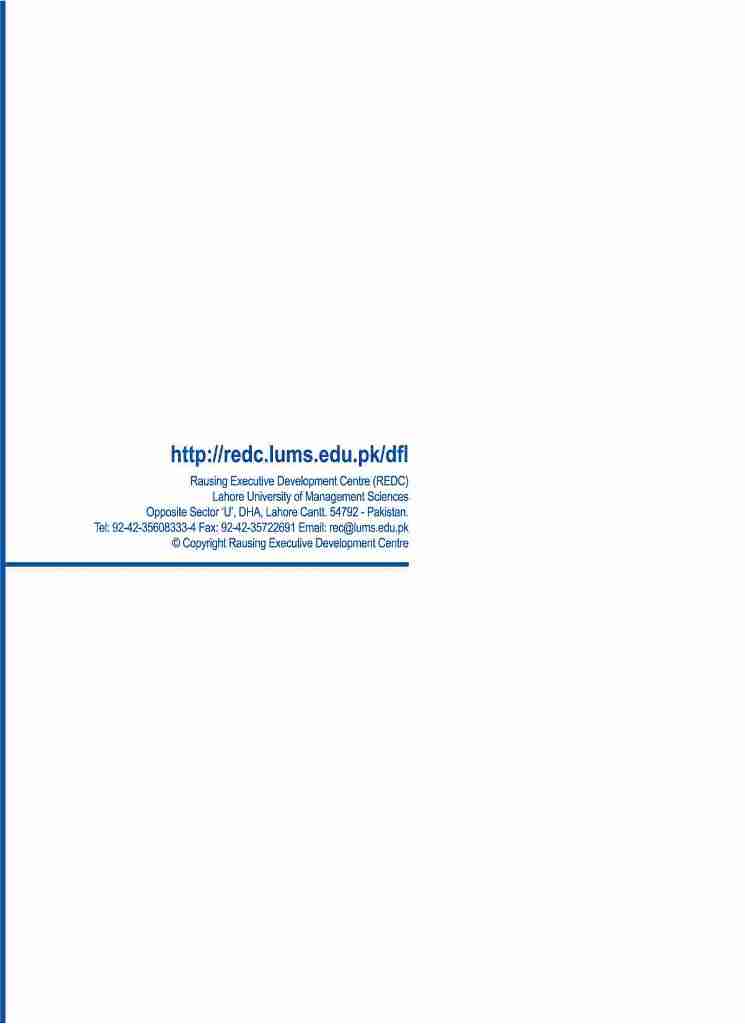 http://redc.lums.edu.pk/dfl
Rausing Executive Development Centre (REDC)
Lahore University of Management Sciences
Opposite Sector 'U', DHA, Lahore Cantt. 54792 - Pakistan.
Tel: 92-42-35608333-4 Fax: 92-42-35722691 Email: rec@lums.edu.pk
© Copyright Rausing Executive Development Centre